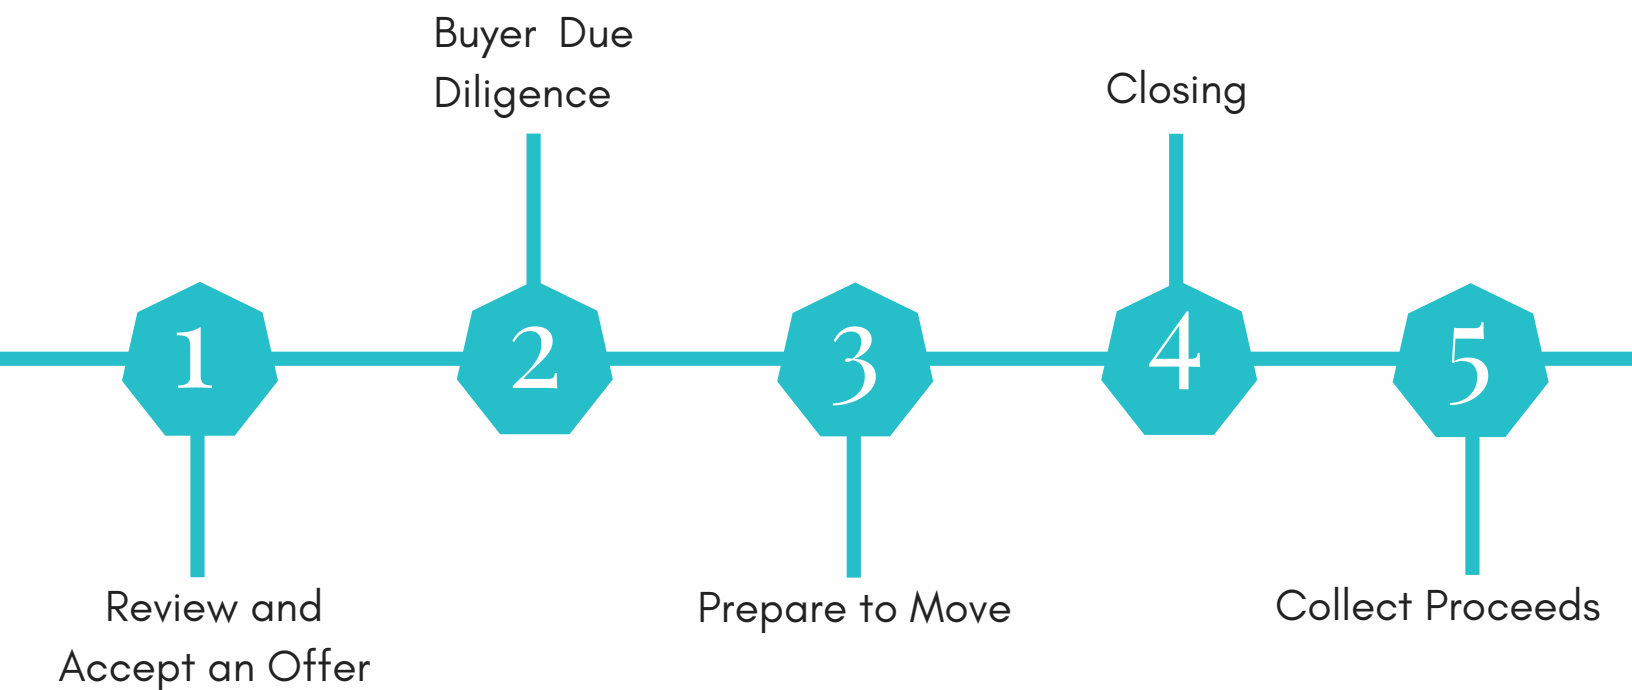 Buyer Due
Diligence
Closing
1
2
3
4
5
Review and
Accept an Offer
Prepare to Move
Collect Proceeds